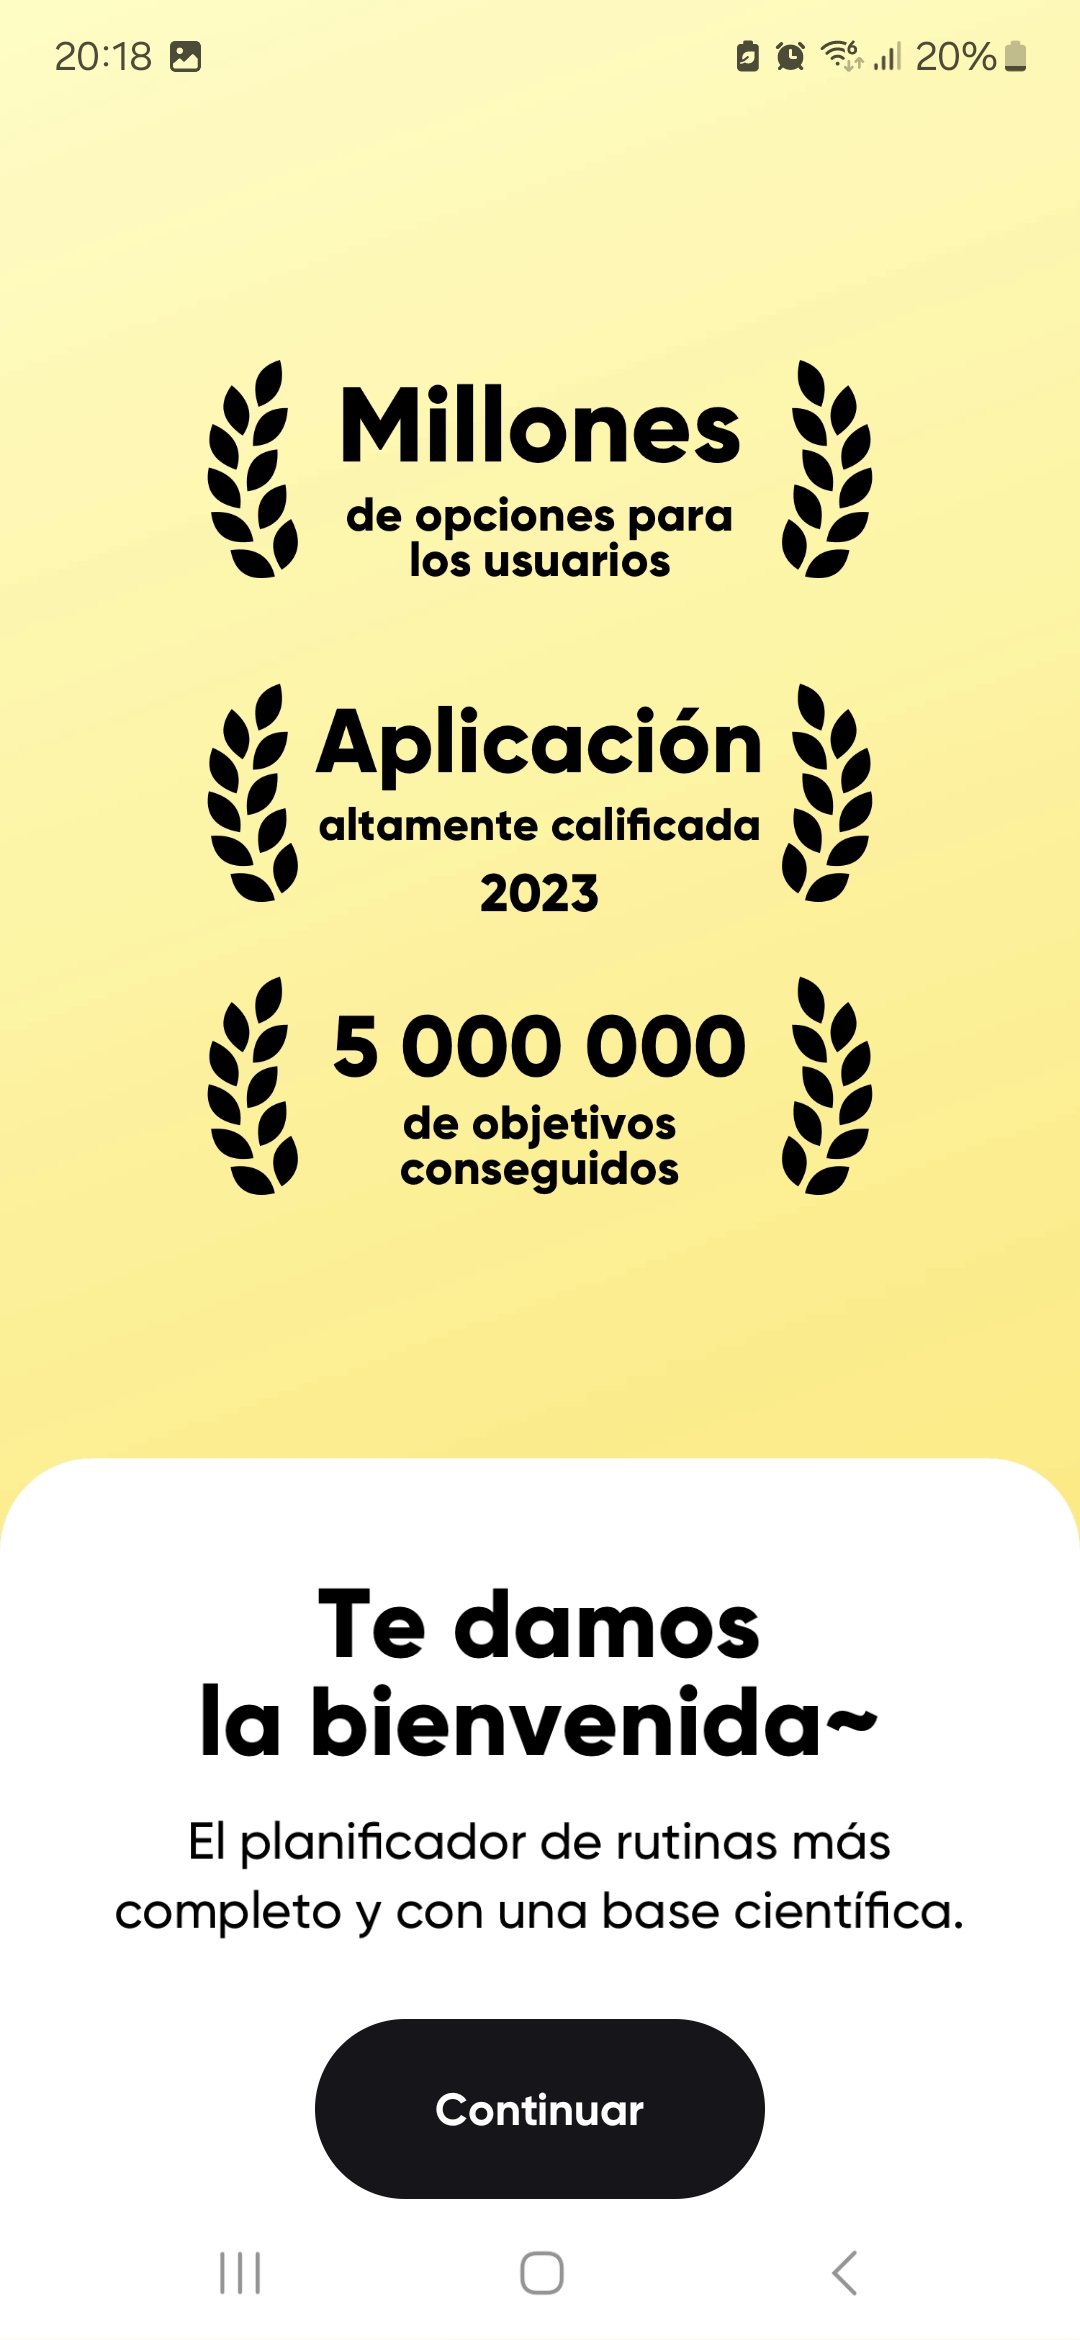 20:18
20%
Millones
de opciones para
los usuarios
Aplicación
altamente calificada
2023
5 000 000
de objetivos
conseguidos
Te damos
la bienvenida~
El planificador de rutinas más
completo y con una base científica.
Continuar